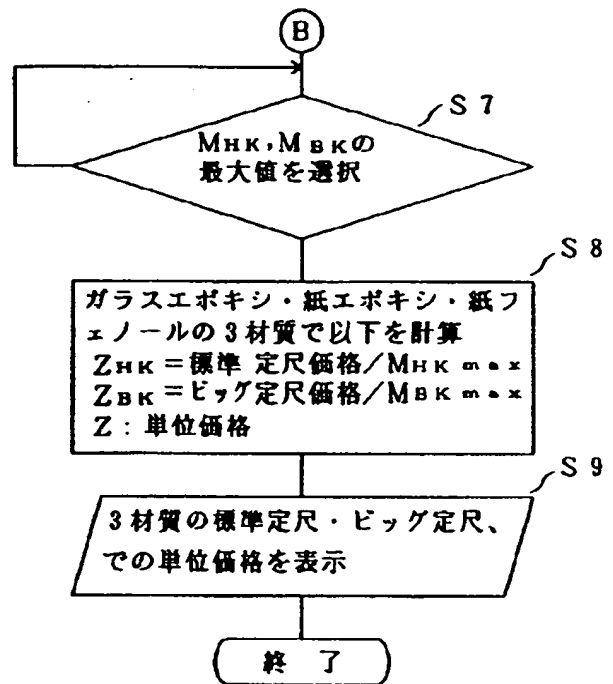 B
S7
MHK,MBKの
最大値を選択
S8
ガラスエポキシ・紙エポキシ・紙フ
ェノールの3材質で以下を計算
ZHK=標準 定尺価格/MHK max
ZBK=ビッグ定尺価格/MBK max
Z:単位価格
S9
3材質の標準定尺・ビッグ定尺、
での単位価格を表示
終 了